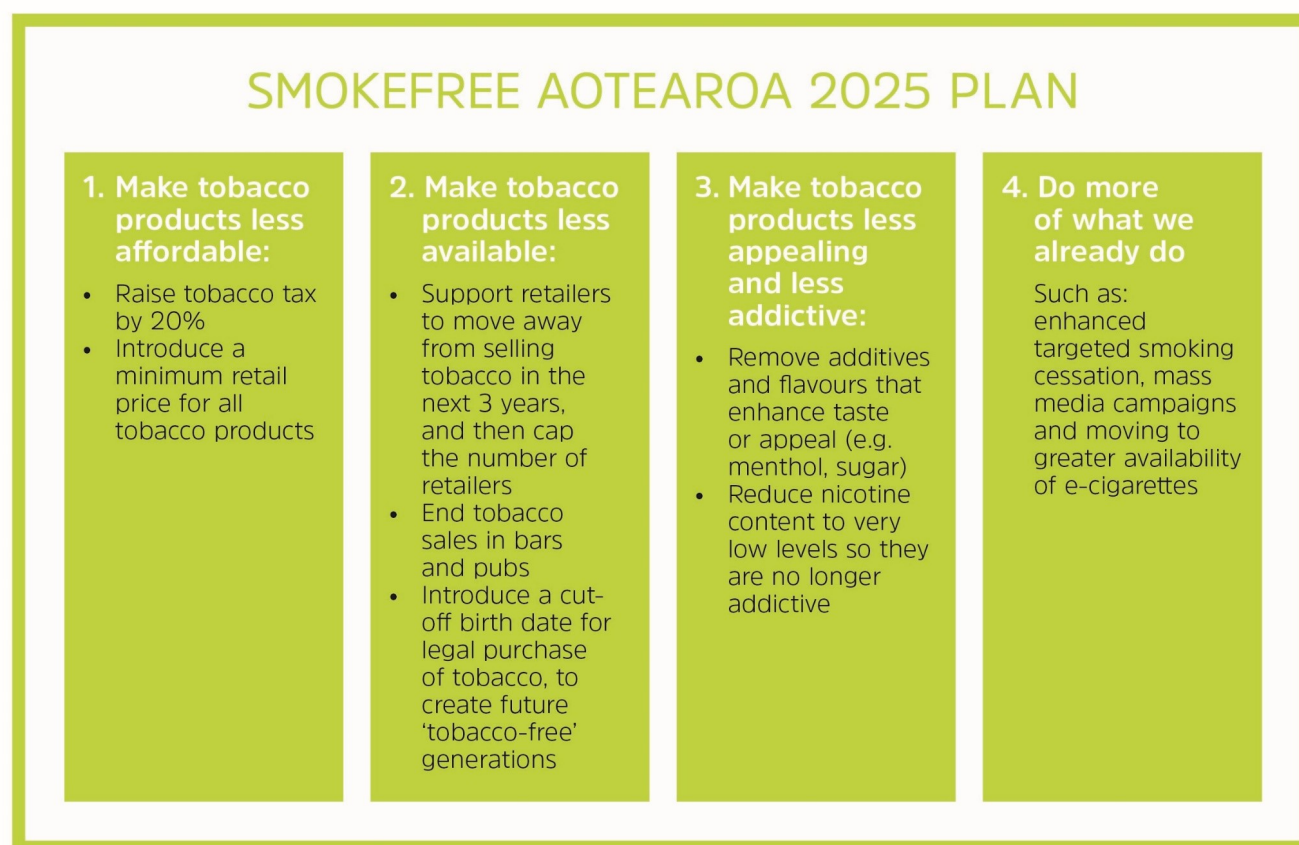 SMOKEFREE AOTEAROA 2025 PLAN
1. Make tobacco
products less
affordable:
• Raise tobacco tax
by 20%
• Introduce a
minimum retail
price for all
tobacco products
2. Make tobacco
products less
available:
• Support retailers
to move away
from selling
tobacco in the
next 3 years,
and then cap
the number of
retailers
• End tobacco
sales in bars
and pubs
• Introduce a cut-
off birth date for
legal purchase
of tobacco, to
create future
‘tobacco-free’
generations
3. Make tobacco
products less
appealing
and less
addictive:
• Remove additives
and flavours that
enhance taste
or appeal (e.g.
menthol, sugar)
• Reduce nicotine
content to very
low levels so they
are no longer
addictive
4. Do more
of what we
already do
Such as:
enhanced
targeted smoking
cessation, mass
media campaigns
and moving to
greater availability
of e-cigarettes